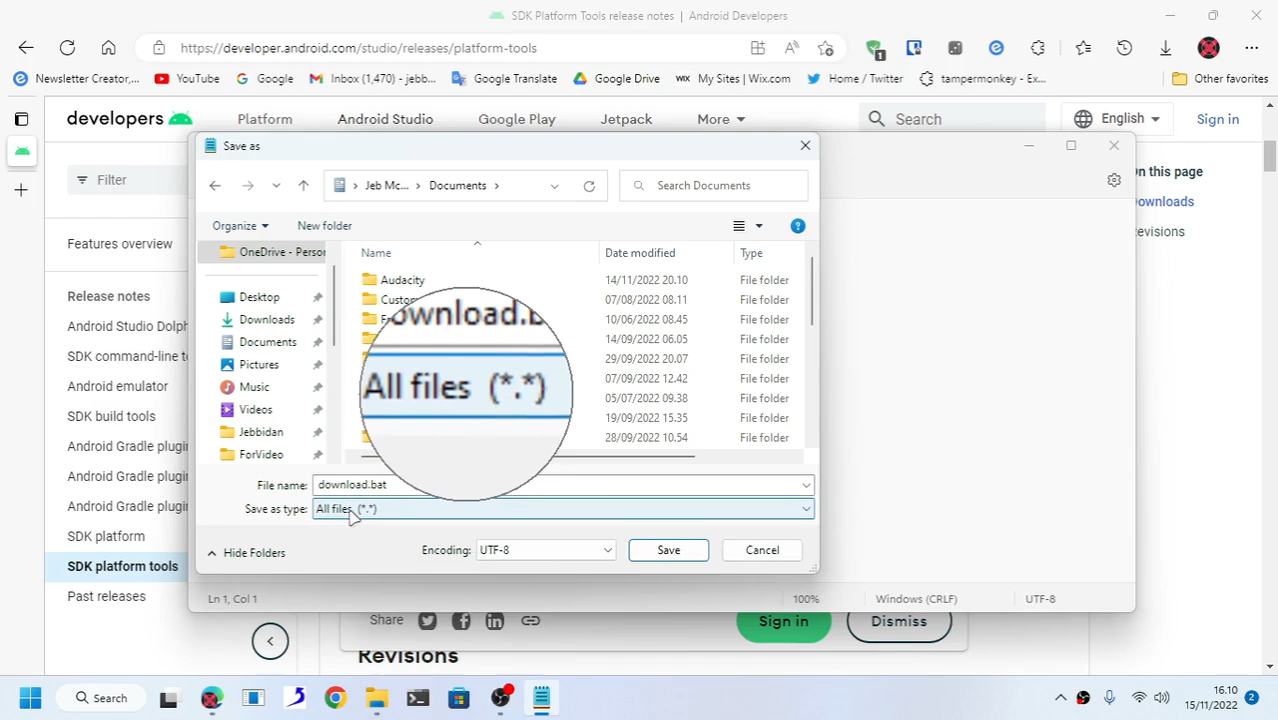 SDK Platform Tools release notes | Android Developers
https://developer.android.com/studio/releases/platform-tools
Newsletter Creator,... YouTube Google Inbox (1,470) - jebb... Google Translate Google Drive WIX My Sites | Wix.com Home / Twitter tampermonkey - Ex... Other favorites
developers Platform Android Studio Google Play Jetpack More Search English Sign in
Filter
Features overview
Release notes
Android Studio Dolph
SDK command-line to
Android emulator
SDK build tools
Android Gradle plugin
Android Gradle plugin
Android Gradle plugin
SDK platform
SDK platform tools
Past releases
Save as
Jeb Mc... Documents
Search Documents
Organize New folder
OneDrive - Person
Desktop
Downloads
Documents
Pictures
Music
Videos
Jebbidan
ForVideo
Name Date modified Type
Audacity 14/11/2022 20.10 File folder
Custom 07/08/2022 08.11 File folder
10/06/2022 08.45 File folder
14/09/2022 06.05 File folder
29/09/2022 20.07 File folder
07/09/2022 12.42 File folder
05/07/2022 09.38 File folder
19/09/2022 15.35 File folder
28/09/2022 10.54 File folder
ownload.b
All files (*.*)
File name: download.bat
Save as type: All files (*.*)
Hide Folders Encoding: UTF-8 Save Cancel
Ln 1, Col 1 100% Windows (CRLF) UTF-8
On this page
Downloads
Revisions
Share Sign in Dismiss
Revisions
Search
16.10
15/11/2022 2